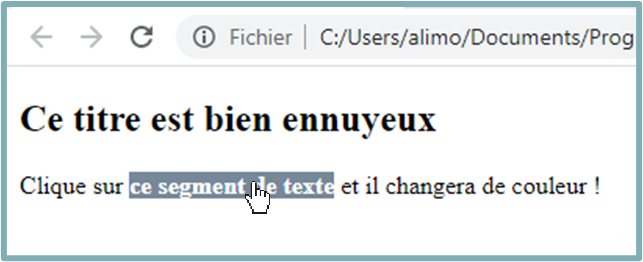 Fichier | C:/Users/alimo/Documents/Prog
Ce titre est bien ennuyeux
Clique sur ce segment de texte et il changera de couleur !